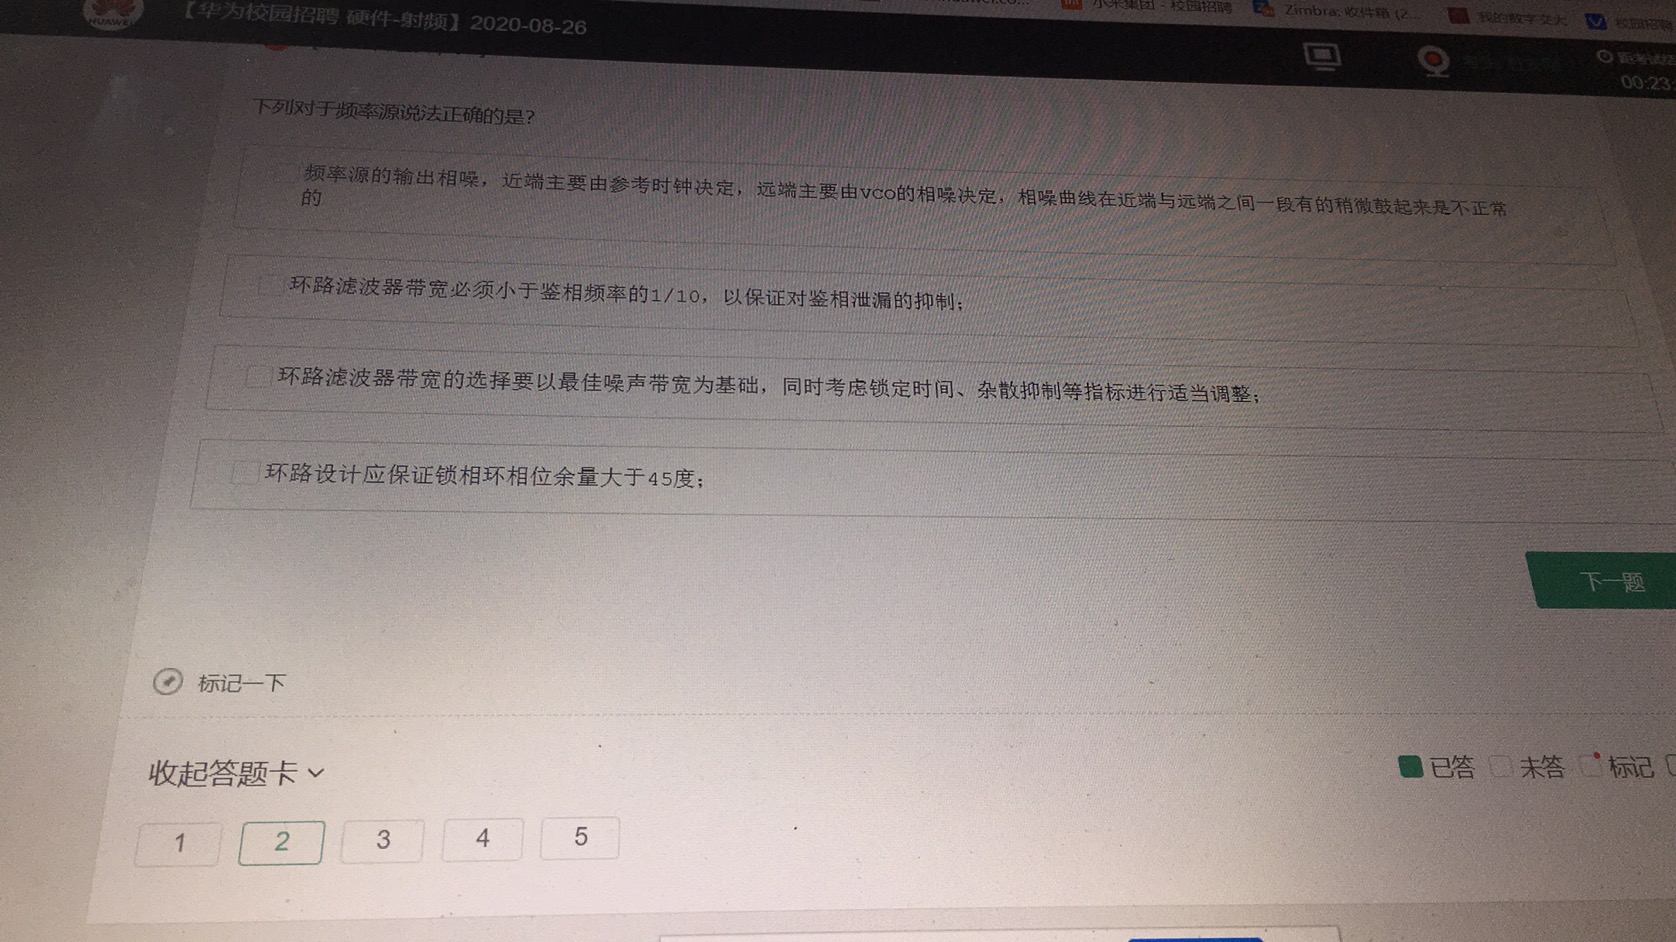 HUAWEI
【华为校园招聘 硬件-射频】2020-08-26
小米集团 - 校园招聘
Zimbra: 收件箱 (2...
我的数字交大
校园招聘
00:23:
下列对于频率源说法正确的是?
频率源的输出相噪，近端主要由参考时钟决定，远端主要由VCO的相噪决定，相噪曲线在近端与远端之间一段有的稍微鼓起来是不正常
的
环路滤波器带宽必须小于鉴相频率的1/10，以保证对鉴相泄漏的抑制；
环路滤波器带宽的选择要以最佳噪声带宽为基础，同时考虑锁定时间、杂散抑制等指标进行适当调整；
环路设计应保证锁相环相位余量大于45度；
下一题
标记一下
收起答题卡
已答 未答 标记
1 2 3 4 5